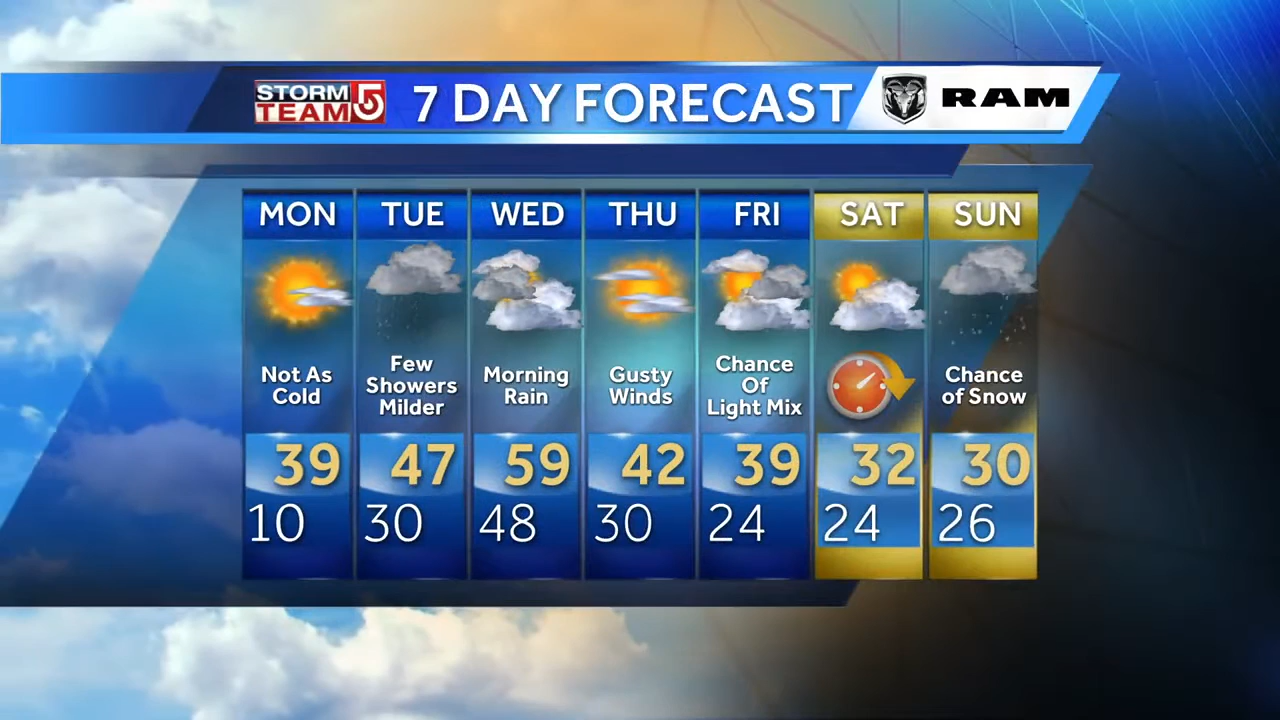 STORM
TEAM 5
7 DAY FORECAST
RAM
MON
TUE
WED
THU
FRI
SAT
SUN
Not As
Cold
Few
Showers
Milder
Morning
Rain
Gusty
Winds
Chance
Of
Light Mix
Chance
of Snow
39
47
59
42
39
32
30
10
30
48
30
24
24
26